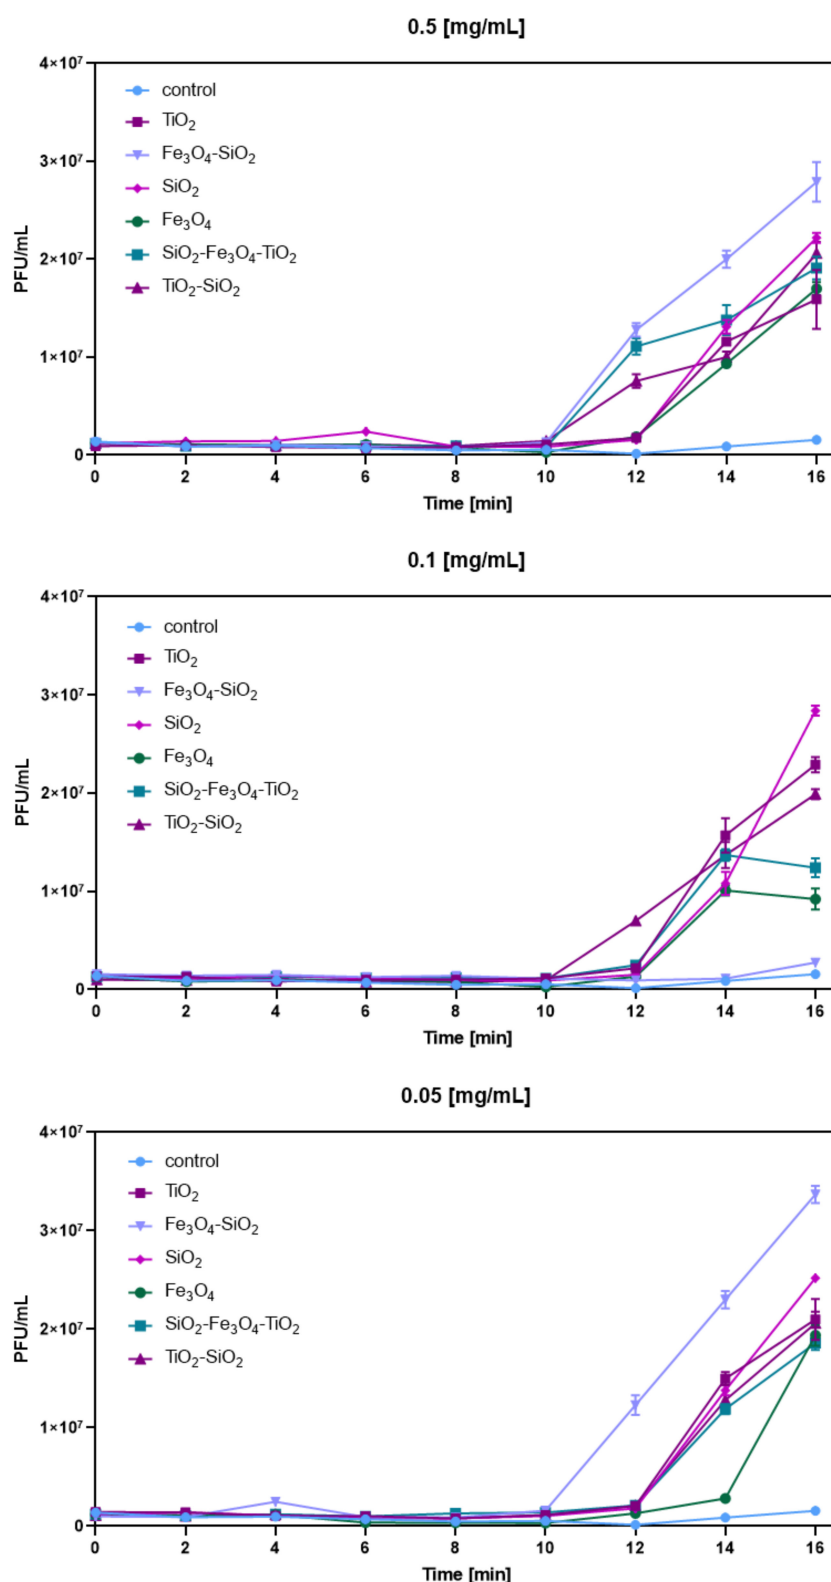 0.5 [mg/mL]
4×10⁷
3×10⁷
2×10⁷
1×10⁷
0
PFU/mL
control
TiO₂
Fe₃O₄-SiO₂
SiO₂
Fe₃O₄
SiO₂-Fe₃O₄-TiO₂
TiO₂-SiO₂
0 2 4 6 8 10 12 14 16
Time [min]
0.1 [mg/mL]
4×10⁷
3×10⁷
2×10⁷
1×10⁷
0
PFU/mL
control
TiO₂
Fe₃O₄-SiO₂
SiO₂
Fe₃O₄
SiO₂-Fe₃O₄-TiO₂
TiO₂-SiO₂
0 2 4 6 8 10 12 14 16
Time [min]
0.05 [mg/mL]
4×10⁷
3×10⁷
2×10⁷
1×10⁷
0
PFU/mL
control
TiO₂
Fe₃O₄-SiO₂
SiO₂
Fe₃O₄
SiO₂-Fe₃O₄-TiO₂
TiO₂-SiO₂
0 2 4 6 8 10 12 14 16
Time [min]